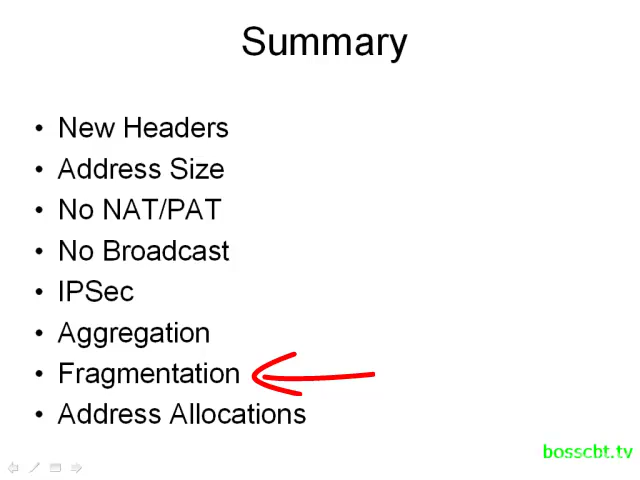 Summary
• New Headers
• Address Size
• No NAT/PAT
• No Broadcast
• IPSec
• Aggregation
• Fragmentation
• Address Allocations
bosscbt.tv